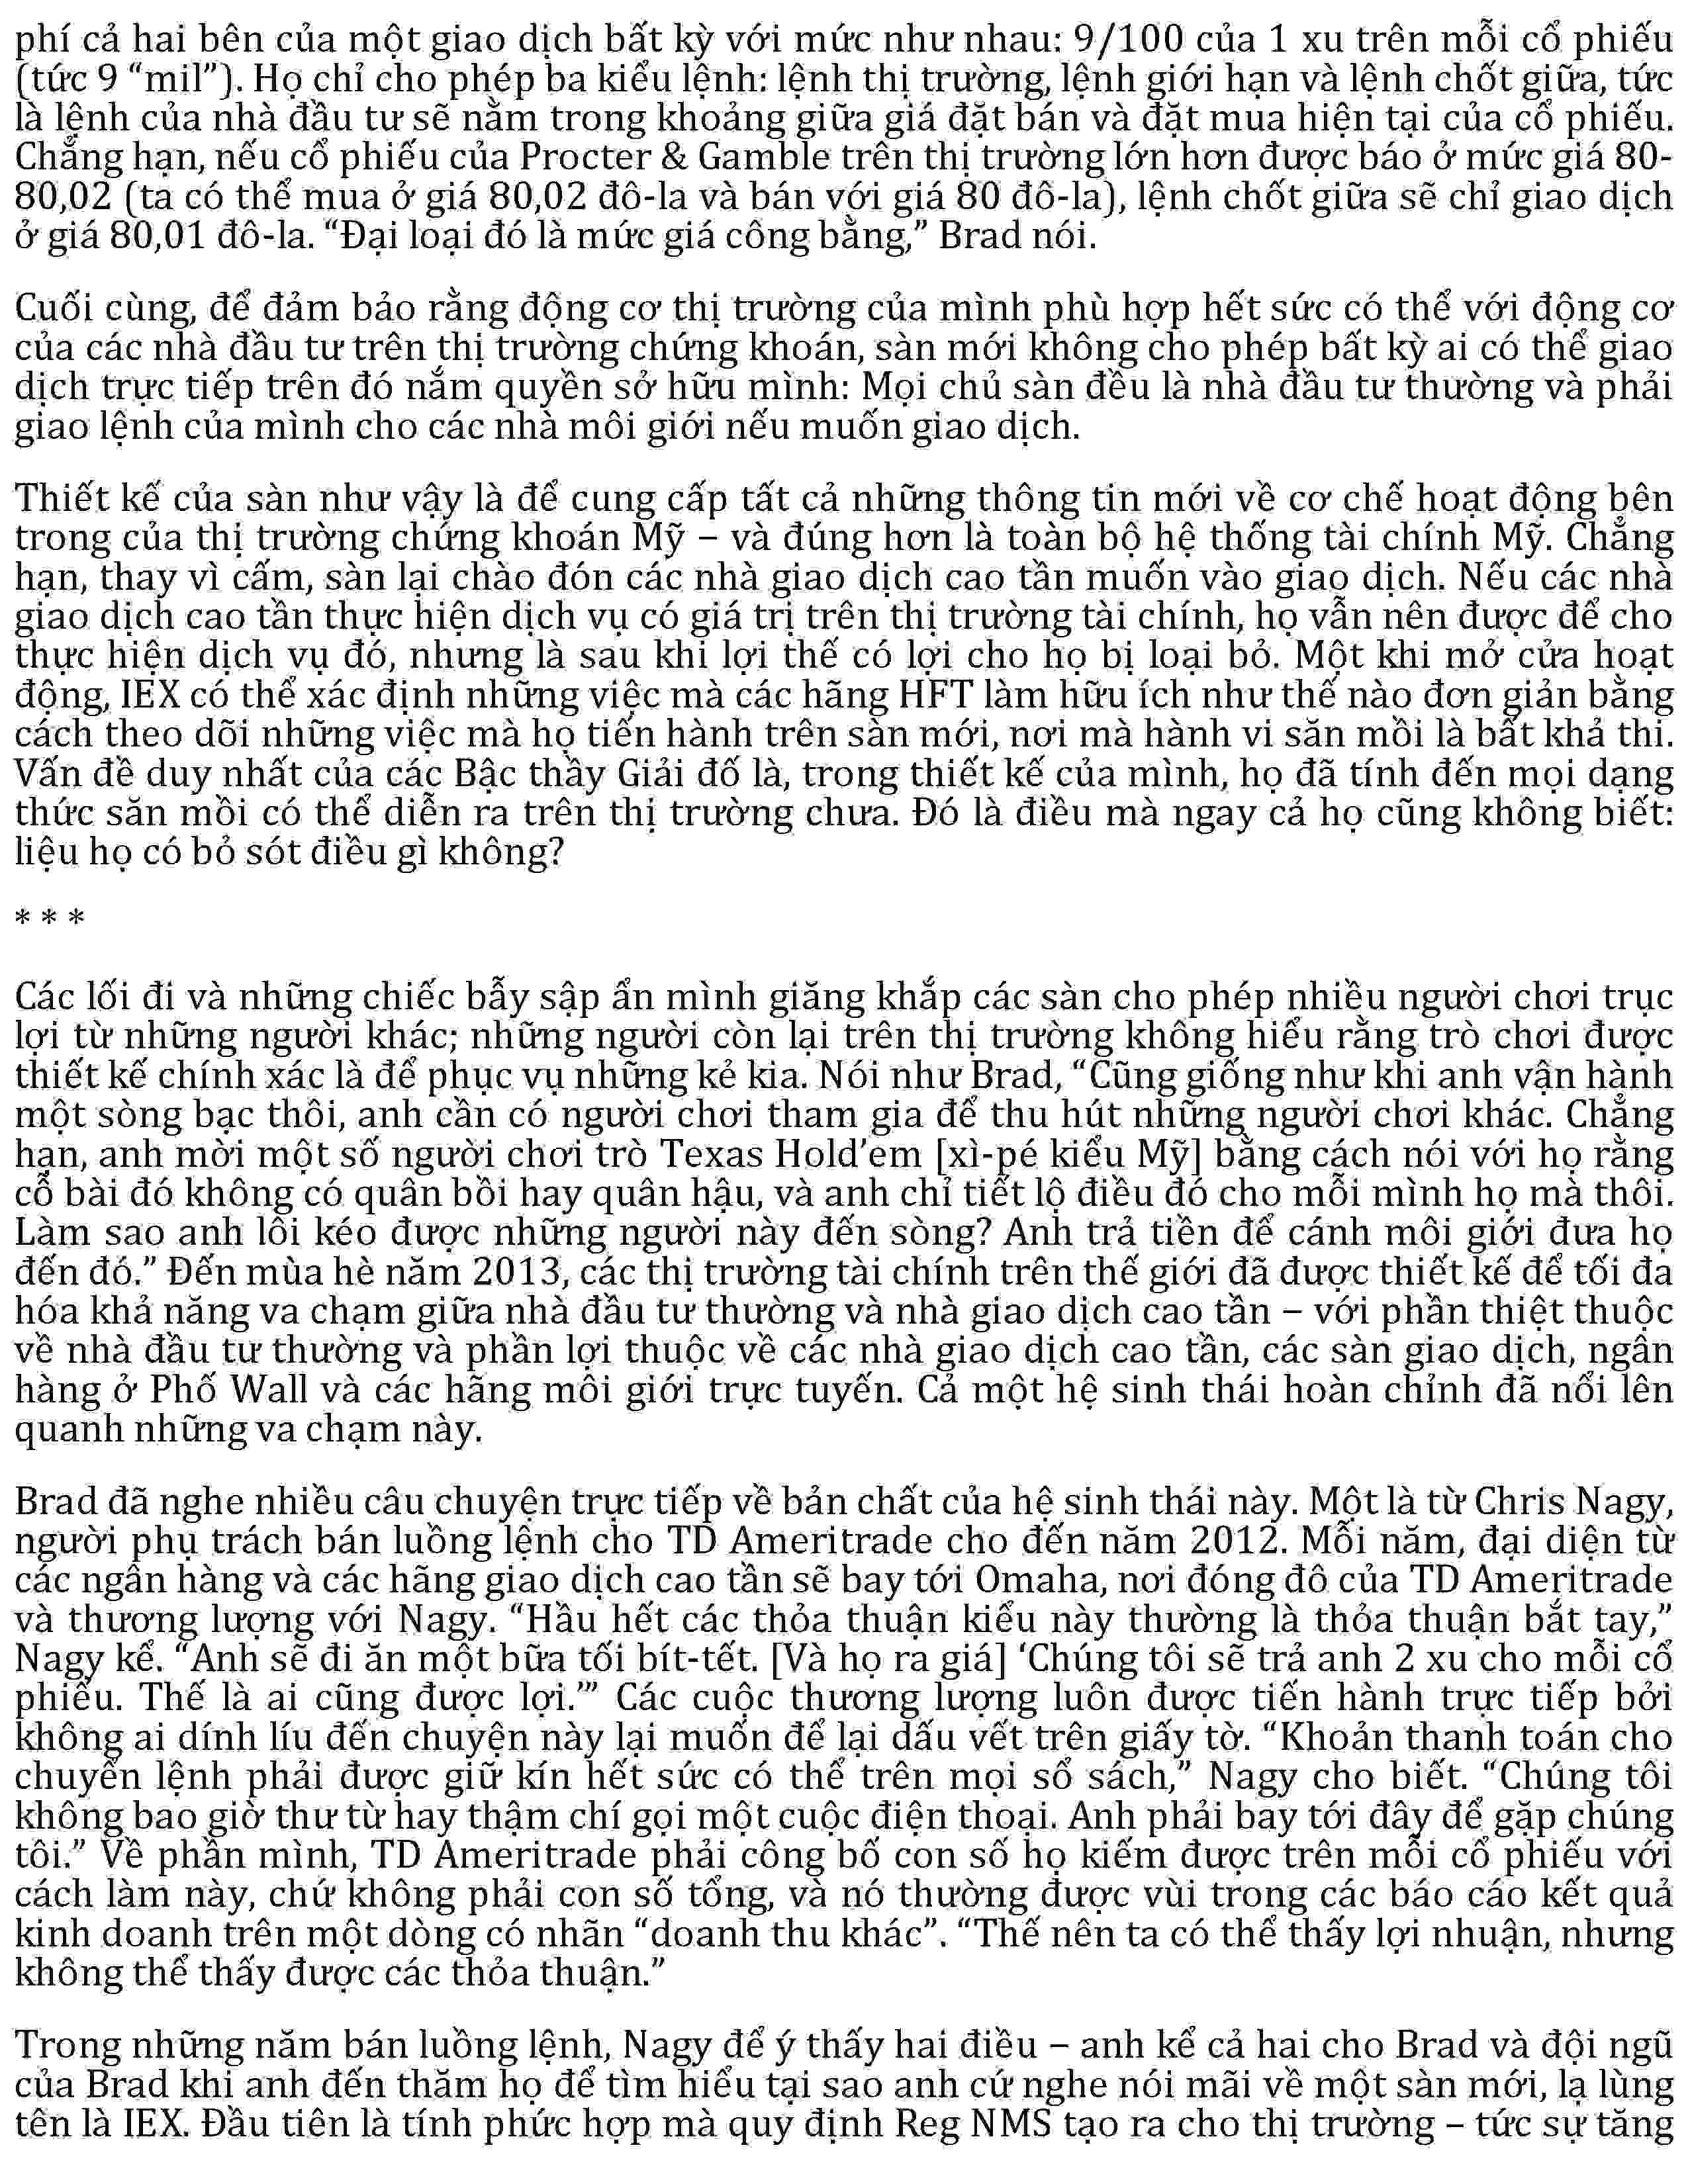 phí cả hai bên của một giao dịch bất kỳ với mức như nhau: 9/100 của 1 xu trên mỗi cổ phiếu
(tức 9 “mil”). Họ chỉ cho phép ba kiểu lệnh: lệnh thị trường, lệnh giới hạn và lệnh chốt giữa, tức
là lệnh của nhà đầu tư sẽ nằm trong khoảng giữa giá đặt bán và đặt mua hiện tại của cổ phiếu.
Chẳng hạn, nếu cổ phiếu của Procter & Gamble trên thị trường lớn hơn được báo ở mức giá 80-
80,02 (ta có thể mua ở giá 80,02 đô-la và bán với giá 80 đô-la), lệnh chốt giữa sẽ chỉ giao dịch
ở giá 80,01 đô-la. “Đại loại đó là mức giá công bằng,” Brad nói.
Cuối cùng, để đảm bảo rằng động cơ thị trường của mình phù hợp hết sức có thể với động cơ
của các nhà đầu tư trên thị trường chứng khoán, sàn mới không cho phép bất kỳ ai có thể giao
dịch trực tiếp trên đó nắm quyền sở hữu mình: Mọi chủ sàn đều là nhà đầu tư thường và phải
giao lệnh của mình cho các nhà môi giới nếu muốn giao dịch.
Thiết kế của sàn như vậy là để cung cấp tất cả những thông tin mới về cơ chế hoạt động bên
trong của thị trường chứng khoán Mỹ – và đúng hơn là toàn bộ hệ thống tài chính Mỹ. Chẳng
hạn, thay vì cấm, sàn lại chào đón các nhà giao dịch cao tần muốn vào giao dịch. Nếu các nhà
giao dịch cao tần thực hiện dịch vụ có giá trị trên thị trường tài chính, họ vẫn nên được để cho
thực hiện dịch vụ đó, nhưng là sau khi lợi thế có lợi cho họ bị loại bỏ. Một khi mở cửa hoạt
động, IEX có thể xác định những việc mà các hãng HFT làm hữu ích như thế nào đơn giản bằng
cách theo dõi những việc mà họ tiến hành trên sàn mới, nơi mà hành vi săn mồi là bất khả thi.
Vấn đề duy nhất của các Bậc thầy Giải đố là, trong thiết kế của mình, họ đã tính đến mọi dạng
thức săn mồi có thể diễn ra trên thị trường chưa. Đó là điều mà ngay cả họ cũng không biết:
liệu họ có bỏ sót điều gì không?
* * *
Các lối đi và những chiếc bẫy sập ẩn mình giăng khắp các sàn cho phép nhiều người chơi trục
lợi từ những người khác; những người còn lại trên thị trường không hiểu rằng trò chơi được
thiết kế chính xác là để phục vụ những kẻ kia. Nói như Brad, “Cũng giống như khi anh vận hành
một sòng bạc thôi, anh cần có người chơi tham gia để thu hút những người chơi khác. Chẳng
hạn, anh mời một số người chơi trò Texas Hold’em [xì-pé kiểu Mỹ] bằng cách nói với họ rằng
cỗ bài đó không có quân bồi hay quân hậu, và anh chỉ tiết lộ điều đó cho mỗi mình họ mà thôi.
Làm sao anh lôi kéo được những người này đến sòng? Anh trả tiền để cánh môi giới đưa họ
đến đó.” Đến mùa hè năm 2013, các thị trường tài chính trên thế giới đã được thiết kế để tối đa
hóa khả năng va chạm giữa nhà đầu tư thường và nhà giao dịch cao tần – với phần thiệt thuộc
về nhà đầu tư thường và phần lợi thuộc về các nhà giao dịch cao tần, các sàn giao dịch, ngân
hàng ở Phố Wall và các hãng môi giới trực tuyến. Cả một hệ sinh thái hoàn chỉnh đã nổi lên
quanh những va chạm này.
Brad đã nghe nhiều câu chuyện trực tiếp về bản chất của hệ sinh thái này. Một là từ Chris Nagy,
người phụ trách bán luồng lệnh cho TD Ameritrade cho đến năm 2012. Mỗi năm, đại diện từ
các ngân hàng và các hãng giao dịch cao tần sẽ bay tới Omaha, nơi đóng đô của TD Ameritrade
và thương lượng với Nagy. “Hầu hết các thỏa thuận kiểu này thường là thỏa thuận bắt tay,”
Nagy kể. “Anh sẽ đi ăn một bữa tối bít-tết. [Và họ ra giá] ‘Chúng tôi sẽ trả anh 2 xu cho mỗi cổ
phiếu. Thế là ai cũng được lợi.’” Các cuộc thương lượng luôn được tiến hành trực tiếp bởi
không ai dính líu đến chuyện này lại muốn để lại dấu vết trên giấy tờ. “Khoản thanh toán cho
chuyển lệnh phải được giữ kín hết sức có thể trên mọi sổ sách,” Nagy cho biết. “Chúng tôi
không bao giờ thư từ hay thậm chí gọi một cuộc điện thoại. Anh phải bay tới đây để gặp chúng
tôi.” Về phần mình, TD Ameritrade phải công bố con số họ kiếm được trên mỗi cổ phiếu với
cách làm này, chứ không phải con số tổng, và nó thường được vùi trong các báo cáo kết quả
kinh doanh trên một dòng có nhãn “doanh thu khác”. “Thế nên ta có thể thấy lợi nhuận, nhưng
không thể thấy được các thỏa thuận.”
Trong những năm bán luồng lệnh, Nagy để ý thấy hai điều – anh kể cả hai cho Brad và đội ngũ
của Brad khi anh đến thăm họ để tìm hiểu tại sao anh cứ nghe nói mãi về một sàn mới, lạ lùng
tên là IEX. Đầu tiên là tính phức hợp mà quy định Reg NMS tạo ra cho thị trường – tức sự tăng